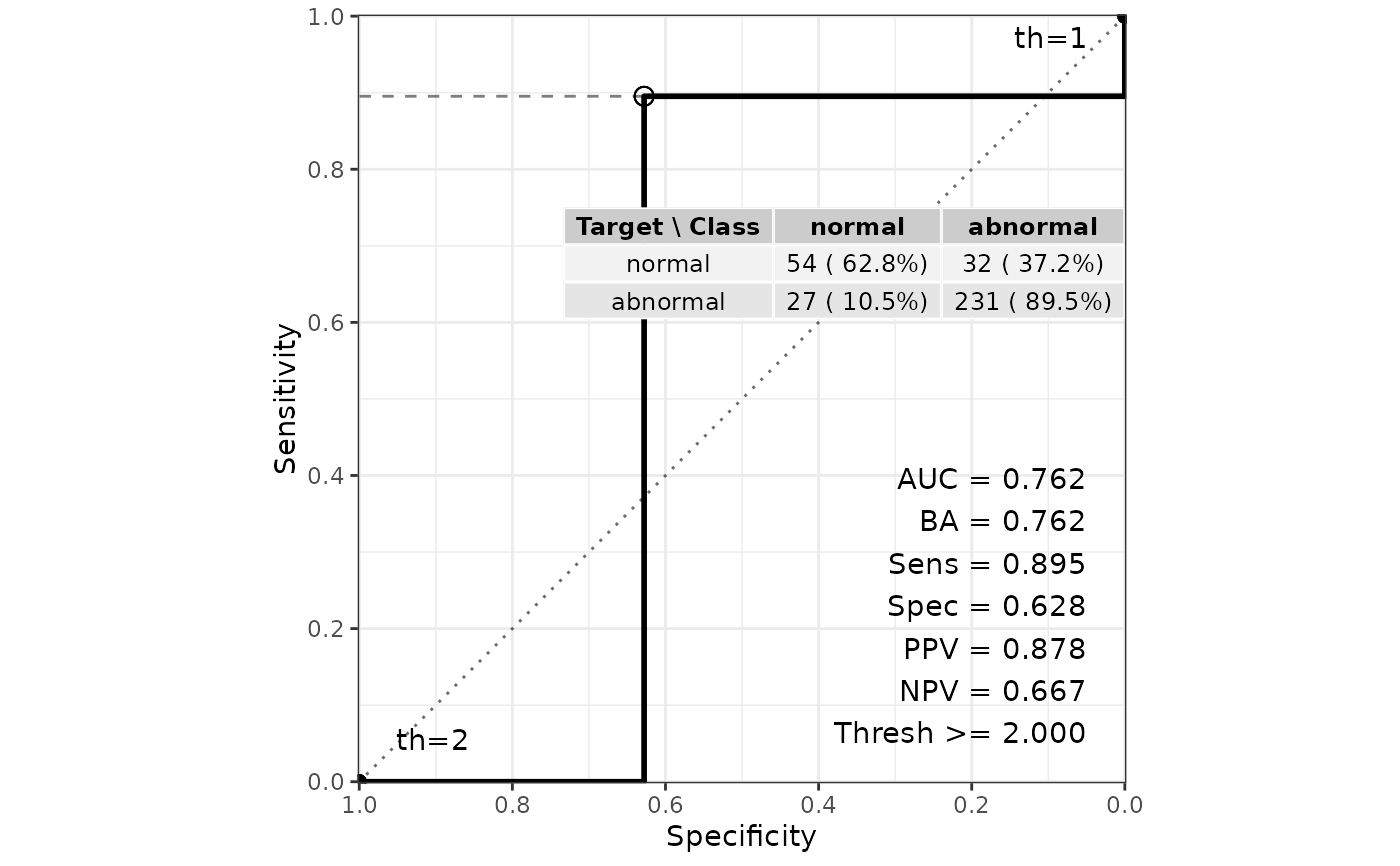 1.0
th=1
0.8
Target \ Class normal abnormal
normal 54 ( 62.8%) 32 ( 37.2%)
abnormal 27 ( 10.5%) 231 ( 89.5%)
0.6
Sensitivity
0.4
AUC = 0.762
BA = 0.762
Sens = 0.895
Spec = 0.628
0.2
PPV = 0.878
NPV = 0.667
Thresh >= 2.000
th=2
0.0
1.0 0.8 0.6 0.4 0.2 0.0
Specificity